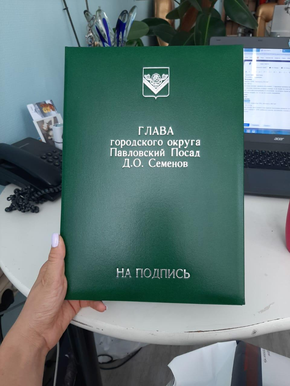 ГЛАВА
городского округа
Павловский Посад
Д.О. Семенов
НА ПОДПИСЬ